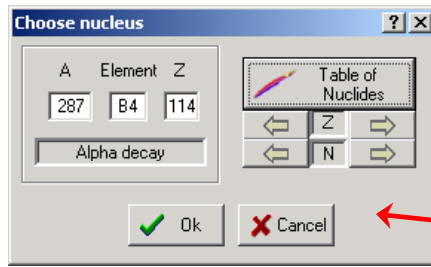 Choose nucleus
? X
A Element Z
287 B4 114
Alpha decay
Table of
Nuclides
Z
N
Ok
Cancel